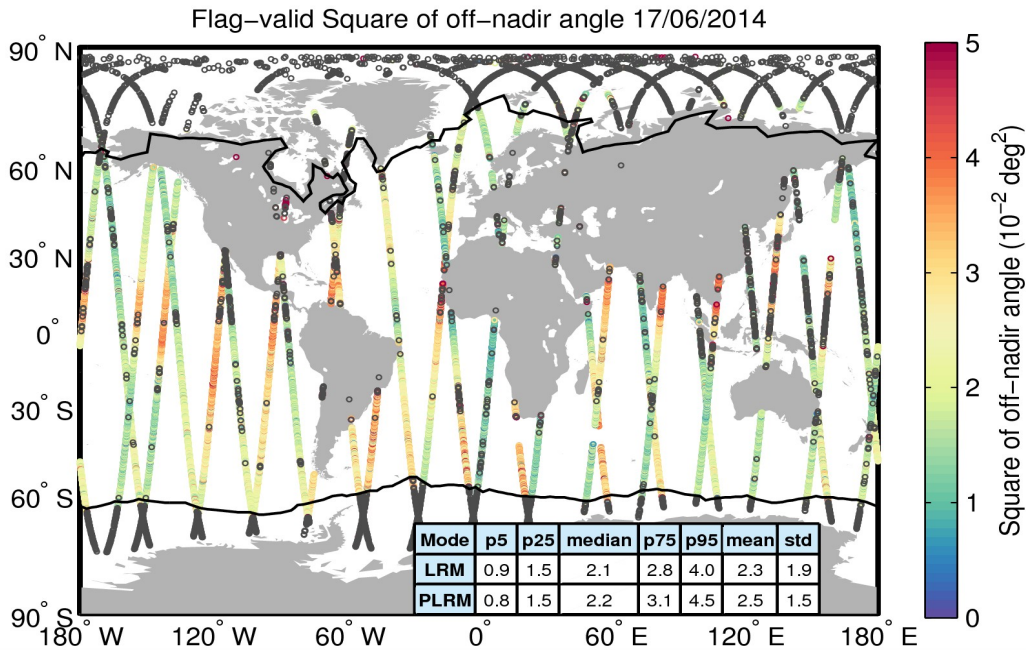 Flag−valid Square of off−nadir angle 17/06/2014
90° N
60° N
30° N
0°
30° S
60° S
90° S
180° W
120° W
60° W
0°
60° E
120° E
180° E
Mode p5 p25 median p75 p95 mean std
LRM 0.9 1.5 2.1 2.8 4.0 2.3 1.9
PLRM 0.8 1.5 2.2 3.1 4.5 2.5 1.5
5
4
3
2
1
0
Square of off−nadir angle (10⁻² deg²)